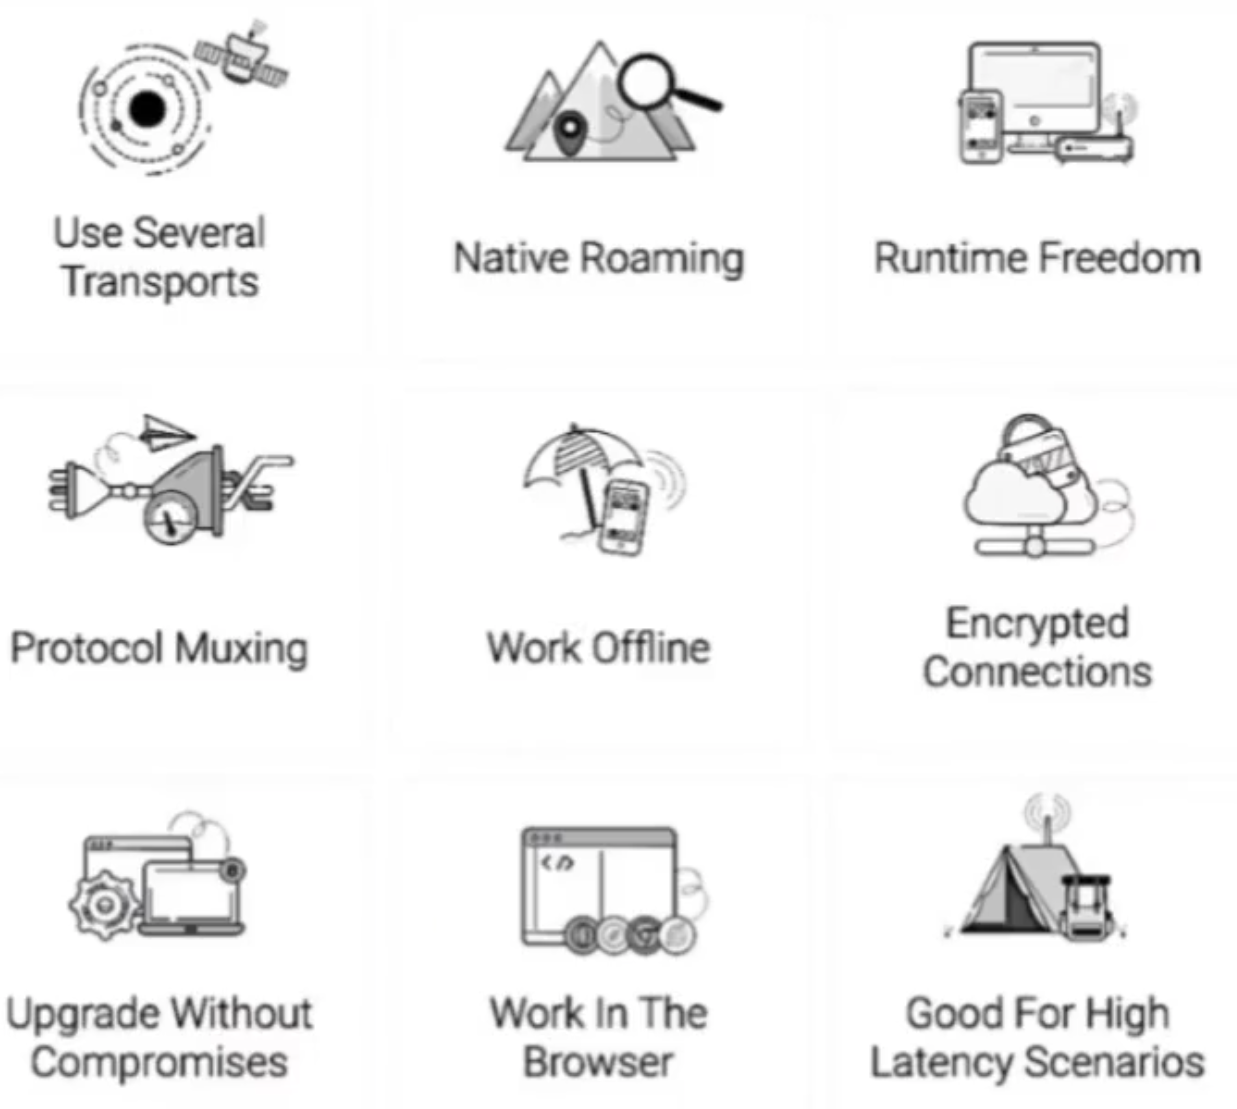 Use Several
Transports
Native Roaming
Runtime Freedom
Protocol Muxing
Work Offline
Encrypted
Connections
Upgrade Without
Compromises
Work In The
Browser
Good For High
Latency Scenarios